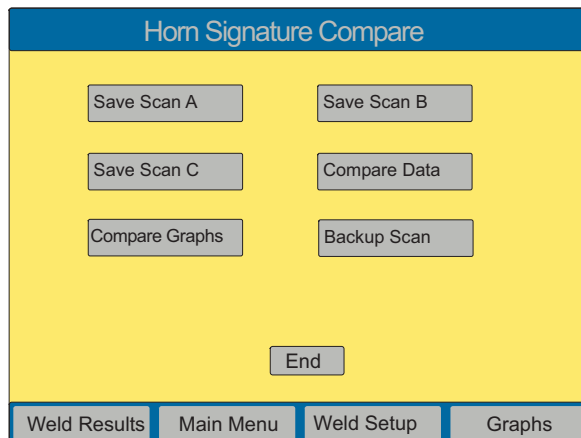 Horn Signature Compare
Save Scan A
Save Scan B
Save Scan C
Compare Data
Compare Graphs
Backup Scan
End
Weld Results
Main Menu
Weld Setup
Graphs